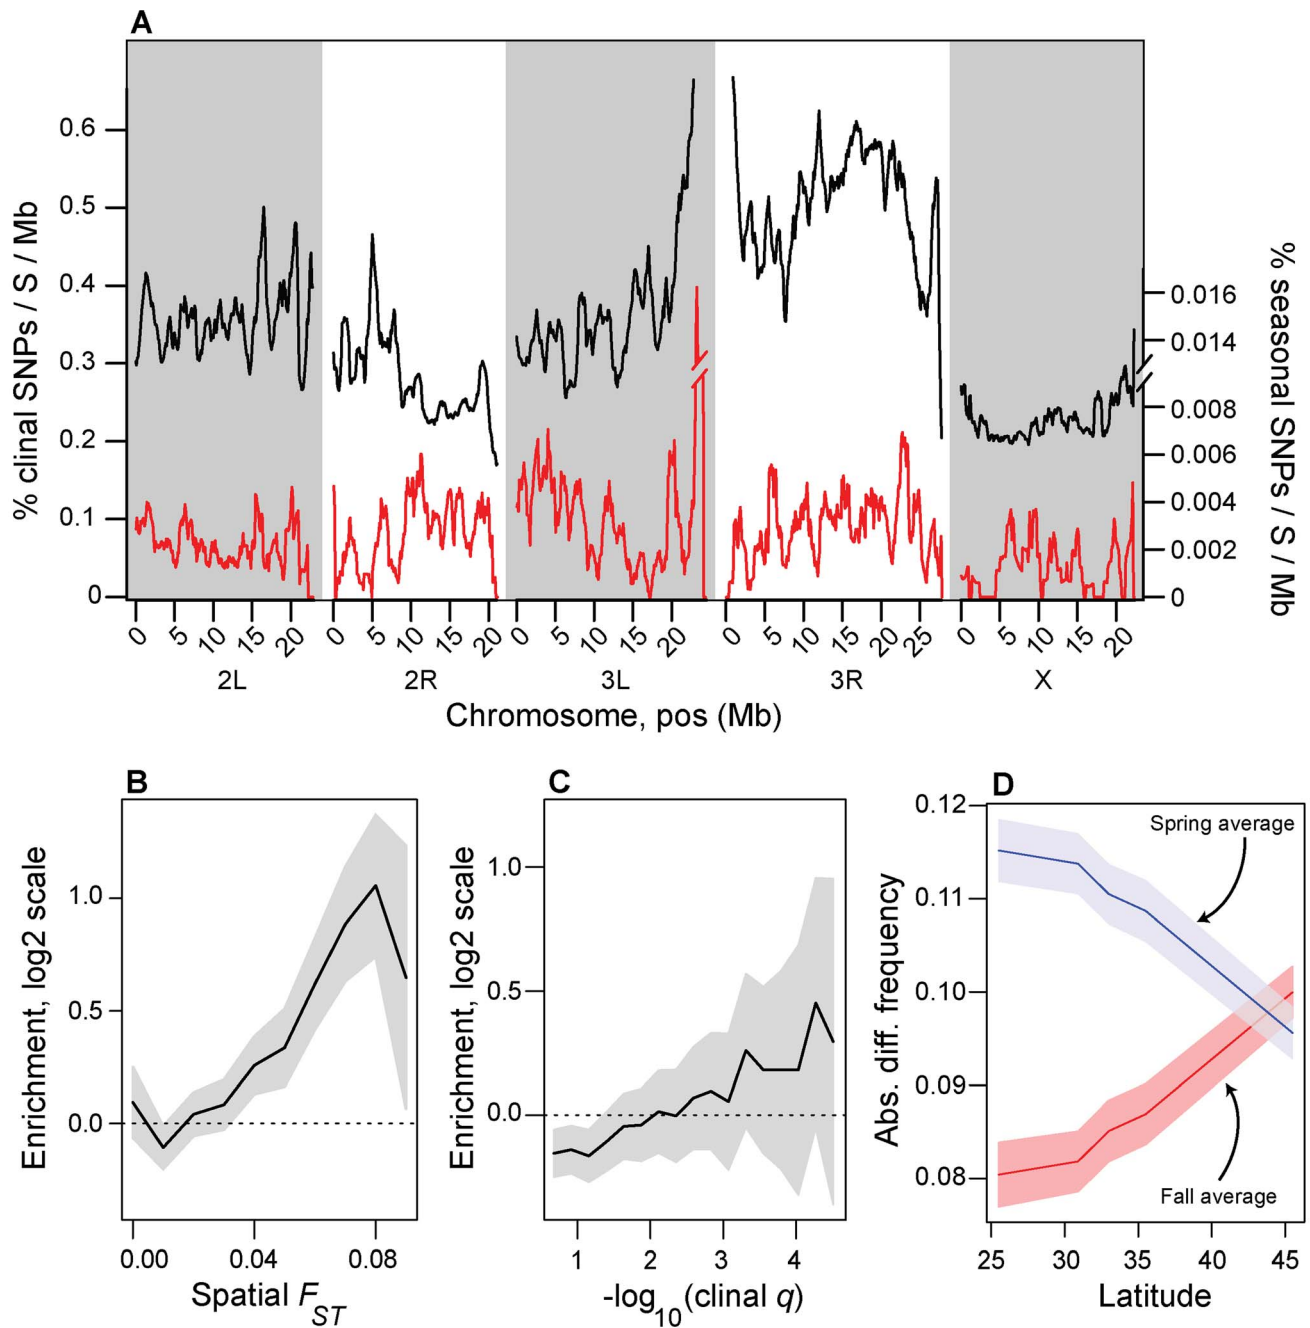 A
% clinal SNPs / S / Mb
0.6
0.5
0.4
0.3
0.2
0.1
0
% seasonal SNPs / S / Mb
0.016
0.014
0.008
0.006
0.004
0.002
0
0 5 10 15 20
0 5 10 15 20
0 5 10 15 20
0 5 10 15 20 25
0 5 10 15 20
2L 2R 3L 3R X
Chromosome, pos (Mb)
B
Enrichment, log2 scale
1.0
0.5
0.0
0.00 0.04 0.08
Spatial FST
C
Enrichment, log2 scale
1.0
0.5
0.0
1 2 3 4
-log10(clinal q)
D
Abs. diff. frequency
0.12
0.11
0.10
0.09
0.08
Spring average
Fall average
25 30 35 40 45
Latitude